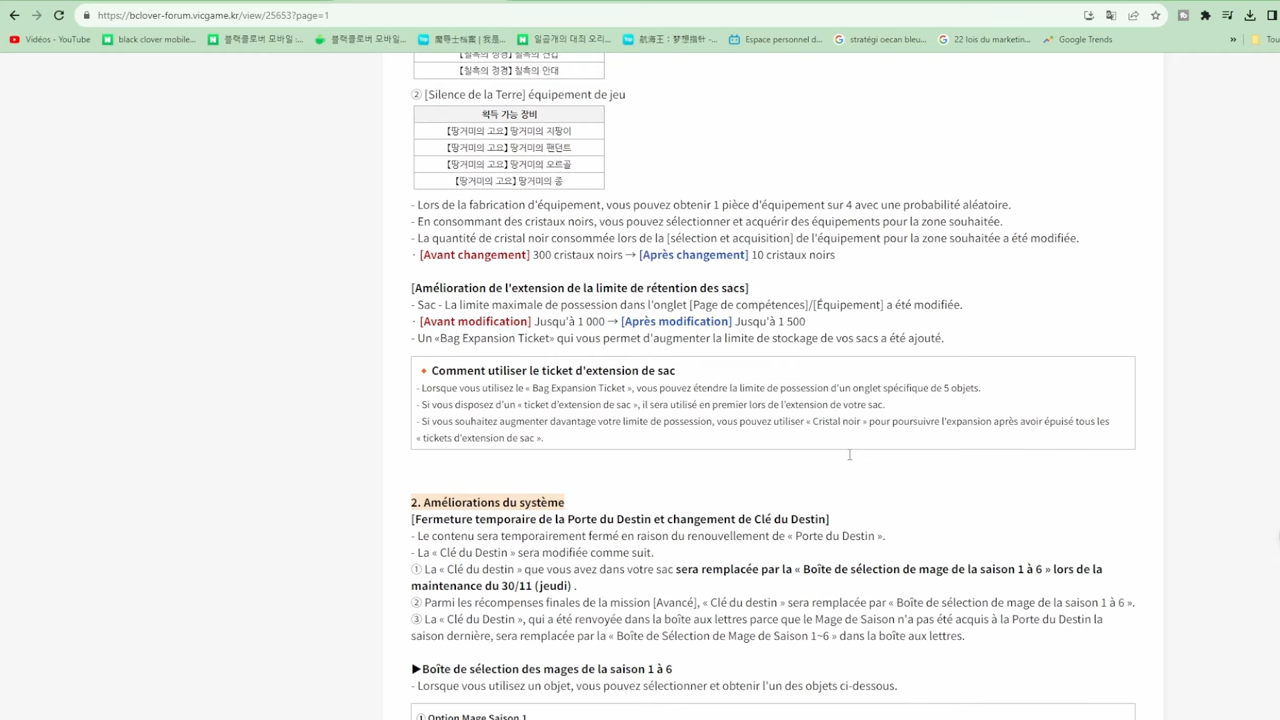 https://bclover-forum.vicgame.kr/view/25653?page=1
Vidéos - YouTube
black clover mobile...
블랙클로버 모바일 :...
블랙클로버 모바일...
일곱개의 대죄 오리...
航海王：梦想指针 -...
Espace personnel d...
stratégi oecan bleu...
22 lois du marketin...
Google Trends
»
Tou
【칠흑의 정경】 칠흑의 안대
② [Silence de la Terre] équipement de jeu
획득 가능 장비
【땅거미의 고요】 땅거미의 지팡이
【땅거미의 고요】 땅거미의 팬던트
【땅거미의 고요】 땅거미의 오르골
【땅거미의 고요】 땅거미의 종
- Lors de la fabrication d'équipement, vous pouvez obtenir 1 pièce d'équipement sur 4 avec une probabilité aléatoire.
- En consommant des cristaux noirs, vous pouvez sélectionner et acquérir des équipements pour la zone souhaitée.
- La quantité de cristal noir consommée lors de la [sélection et acquisition] de l'équipement pour la zone souhaitée a été modifiée.
· [Avant changement] 300 cristaux noirs → [Après changement] 10 cristaux noirs
[Amélioration de l'extension de la limite de rétention des sacs]
- Sac - La limite maximale de possession dans l'onglet [Page de compétences]/[Équipement] a été modifiée.
· [Avant modification] Jusqu'à 1 000 → [Après modification] Jusqu'à 1 500
- Un «Bag Expansion Ticket» qui vous permet d'augmenter la limite de stockage de vos sacs a été ajouté.
🔸 Comment utiliser le ticket d'extension de sac
- Lorsque vous utilisez le « Bag Expansion Ticket », vous pouvez étendre la limite de possession d'un onglet spécifique de 5 objets.
- Si vous disposez d'un « ticket d'extension de sac », il sera utilisé en premier lors de l'extension de votre sac.
- Si vous souhaitez augmenter davantage votre limite de possession, vous pouvez utiliser « Cristal noir » pour poursuivre l'expansion après avoir épuisé tous les
« tickets d'extension de sac ».
2. Améliorations du système
[Fermeture temporaire de la Porte du Destin et changement de Clé du Destin]
- Le contenu sera temporairement fermé en raison du renouvellement de « Porte du Destin ».
- La « Clé du Destin » sera modifiée comme suit.
① La « Clé du destin » que vous avez dans votre sac sera remplacée par la « Boîte de sélection de mage de la saison 1 à 6 » lors de la
maintenance du 30/11 (jeudi) .
② Parmi les récompenses finales de la mission [Avancé], « Clé du destin » sera remplacée par « Boîte de sélection de mage de la saison 1 à 6 ».
③ La « Clé du Destin », qui a été renvoyée dans la boîte aux lettres parce que le Mage de Saison n'a pas été acquis à la Porte du Destin la
saison dernière, sera remplacée par la « Boîte de Sélection de Mage de Saison 1~6 » dans la boîte aux lettres.
▶Boîte de sélection des mages de la saison 1 à 6
- Lorsque vous utilisez un objet, vous pouvez sélectionner et obtenir l'un des objets ci-dessous.
① Option Mage Saison 1